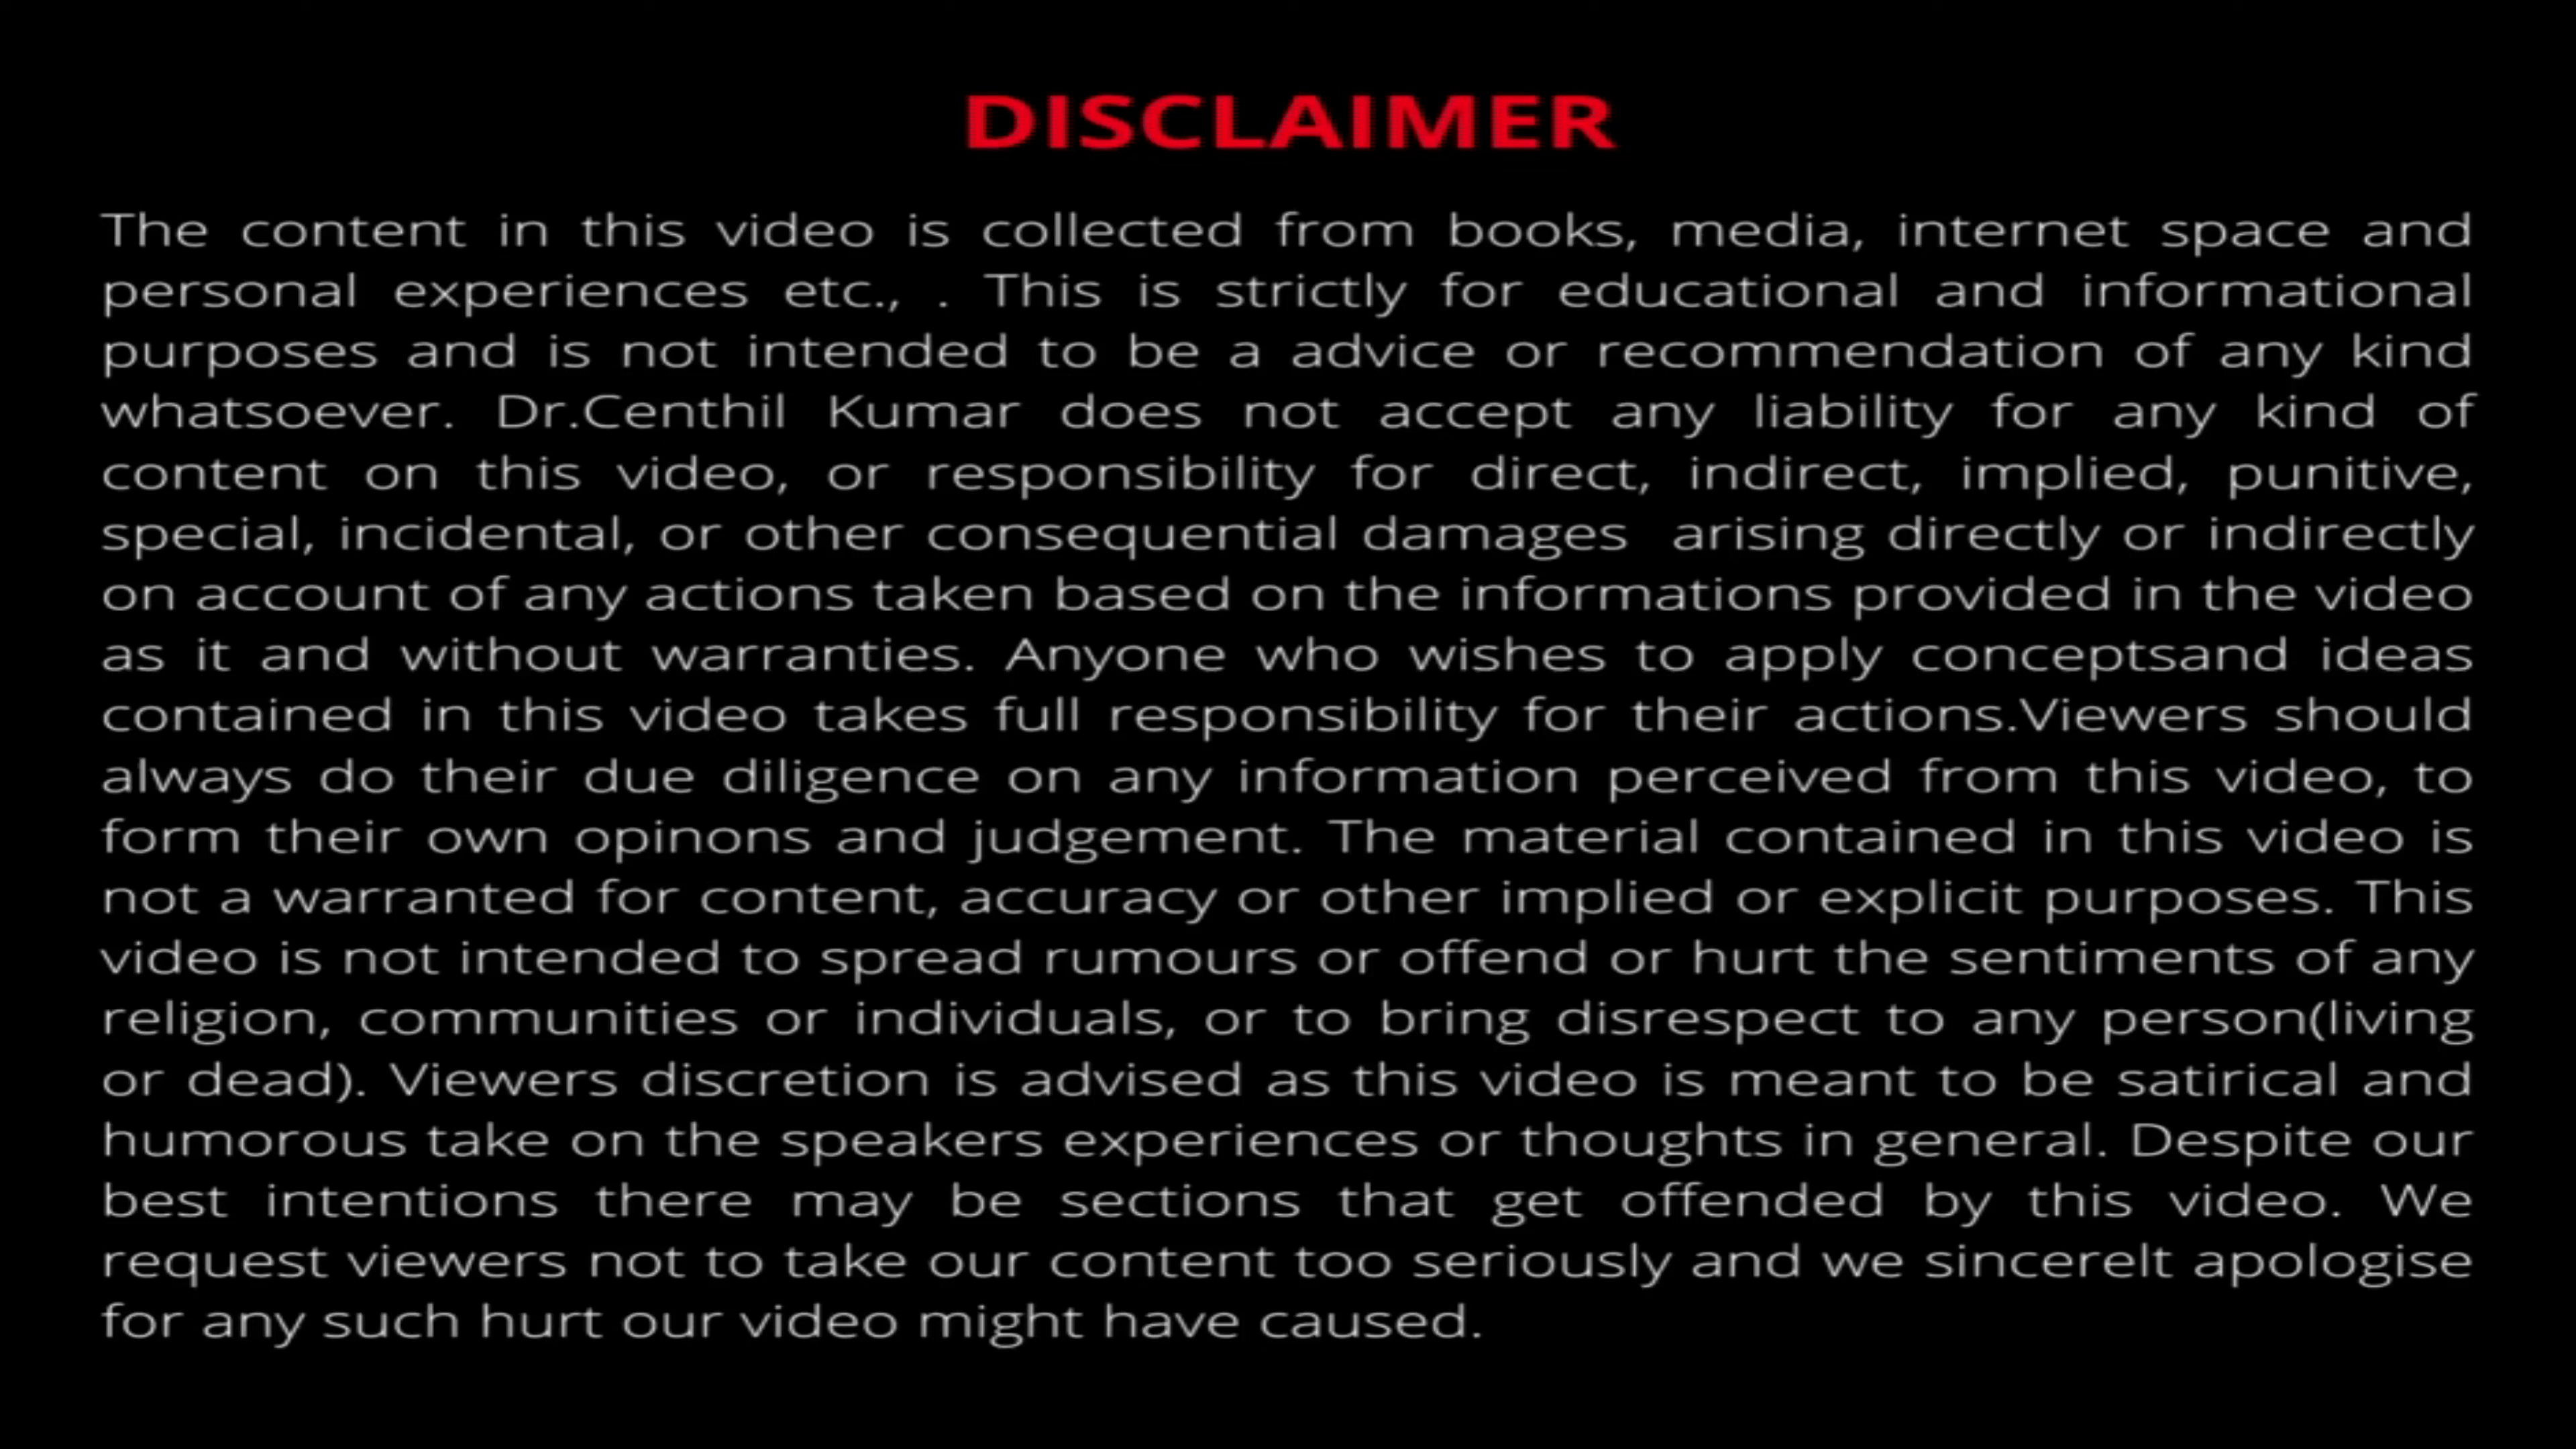 DISCLAIMER
The content in this video is collected from books, media, internet space and
personal experiences etc., . This is strictly for educational and informational
purposes and is not intended to be a advice or recommendation of any kind
whatsoever. Dr.Centhil Kumar does not accept any liability for any kind of
content on this video, or responsibility for direct, indirect, implied, punitive,
special, incidental, or other consequential damages arising directly or indirectly
on account of any actions taken based on the informations provided in the video
as it and without warranties. Anyone who wishes to apply conceptsand ideas
contained in this video takes full responsibility for their actions.Viewers should
always do their due diligence on any information perceived from this video, to
form their own opinons and judgement. The material contained in this video is
not a warranted for content, accuracy or other implied or explicit purposes. This
video is not intended to spread rumours or offend or hurt the sentiments of any
religion, communities or individuals, or to bring disrespect to any person(living
or dead). Viewers discretion is advised as this video is meant to be satirical and
humorous take on the speakers experiences or thoughts in general. Despite our
best intentions there may be sections that get offended by this video. We
request viewers not to take our content too seriously and we sincerelt apologise
for any such hurt our video might have caused.